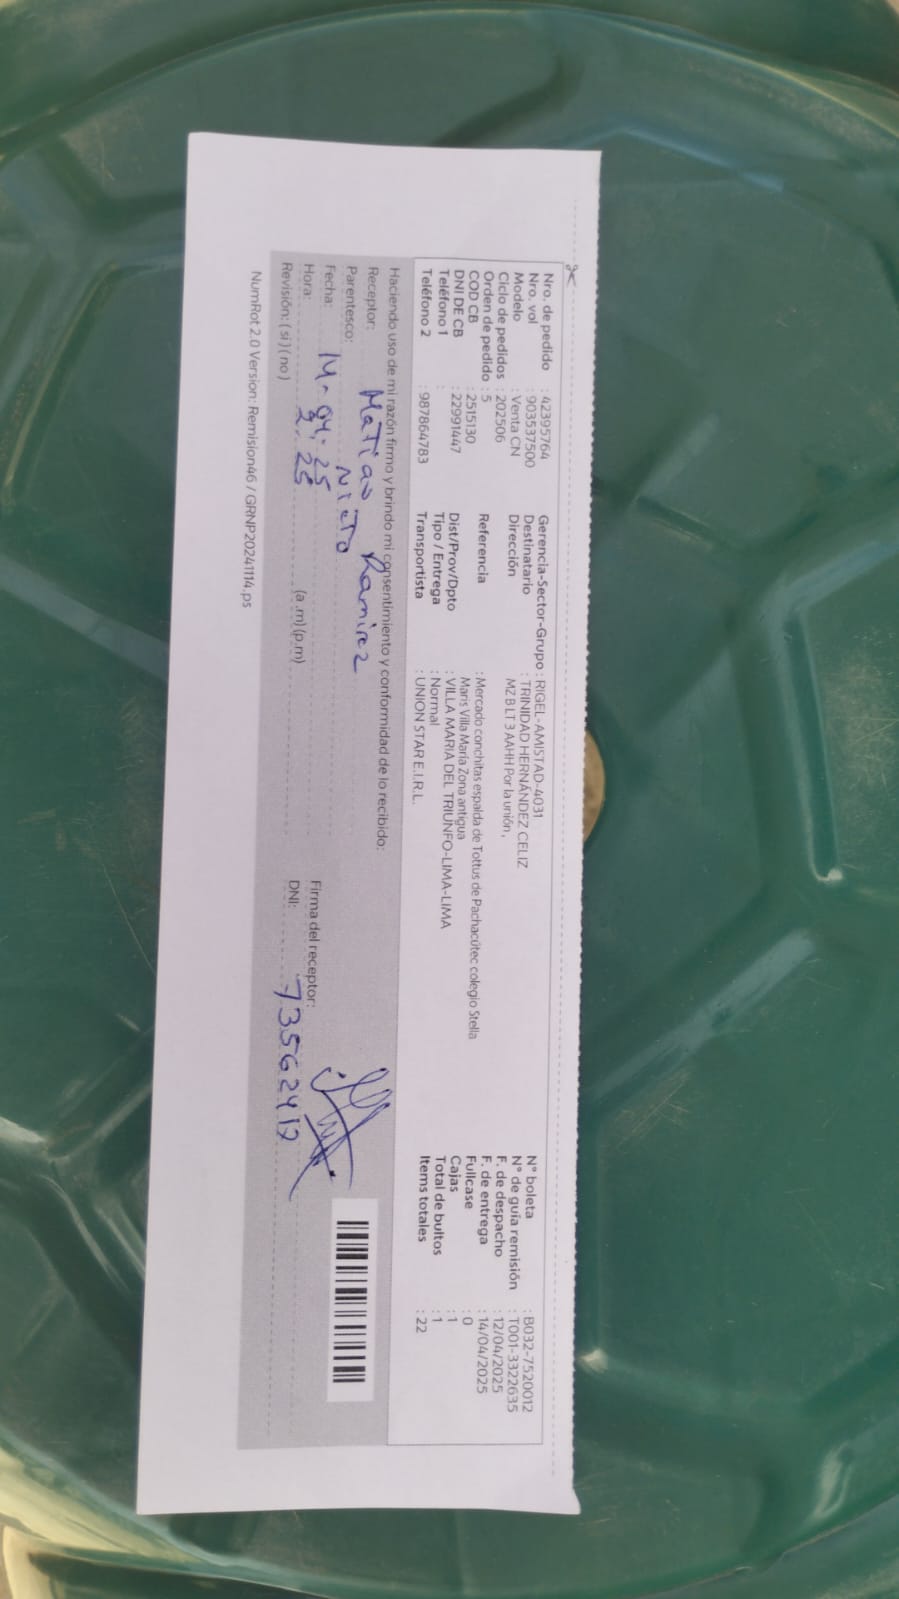 Nro. de pedido : 42395764 Gerencia-Sector-Grupo : RIGEL-AMISTAD-4031 N° boleta : B032-7520012
Nro. vol : 903537500 Destinatario : TRINIDAD HERNÁNDEZ CELIZ N° de guía remisión : T001-3322635
Modelo : Venta CN Dirección MZ B LT 3 AAHH Por la unión , F. de despacho : 12/04/2025
Ciclo de pedidos : 202506 F. de entrega : 14/04/2025
Orden de pedido : 5 Referencia : Mercado conchitas espalda de Tottus de Pachacútec colegio Stella Fullcase : 0
COD CB : 2515130 Maris Villa María Zona antigua Cajas : 1
DNI DE CB : 22991447 Dist/Prov/Dpto : VILLA MARIA DEL TRIUNFO-LIMA-LIMA Total de bultos : 1
Teléfono 1 : Tipo / Entrega : Normal Items totales : 22
Teléfono 2 : 987864783 Transportista : UNION STAR E.I.R.L.
Haciendo uso de mi razón firmo y brindo mi consentimiento y conformidad de lo recibido:
Receptor: Matias Ramirez
Parentesco: Nieto
Fecha: 14-04-25 Firma del receptor:
Hora: (a .m) (p.m) DNI:
Revisión: ( si ) ( no )
NumRot 2.0 Version: Remision46 / GRNP20241114.ps